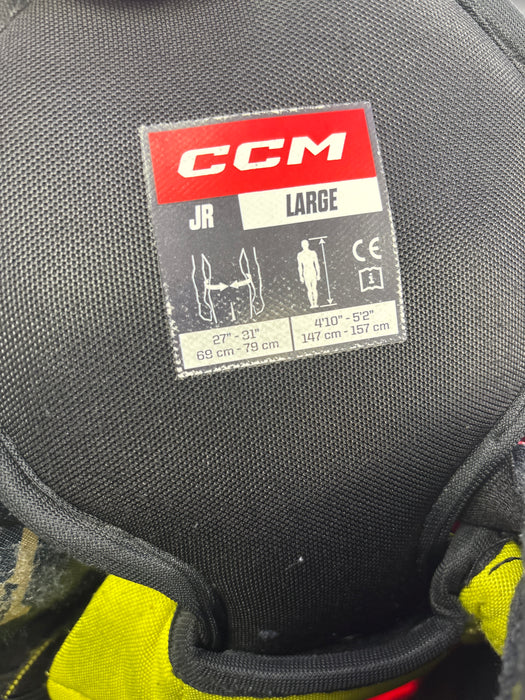 CCM
JR LARGE
CE
i
27" - 31" 4'10" - 5'2"
69 cm - 79 cm 147 cm - 157 cm